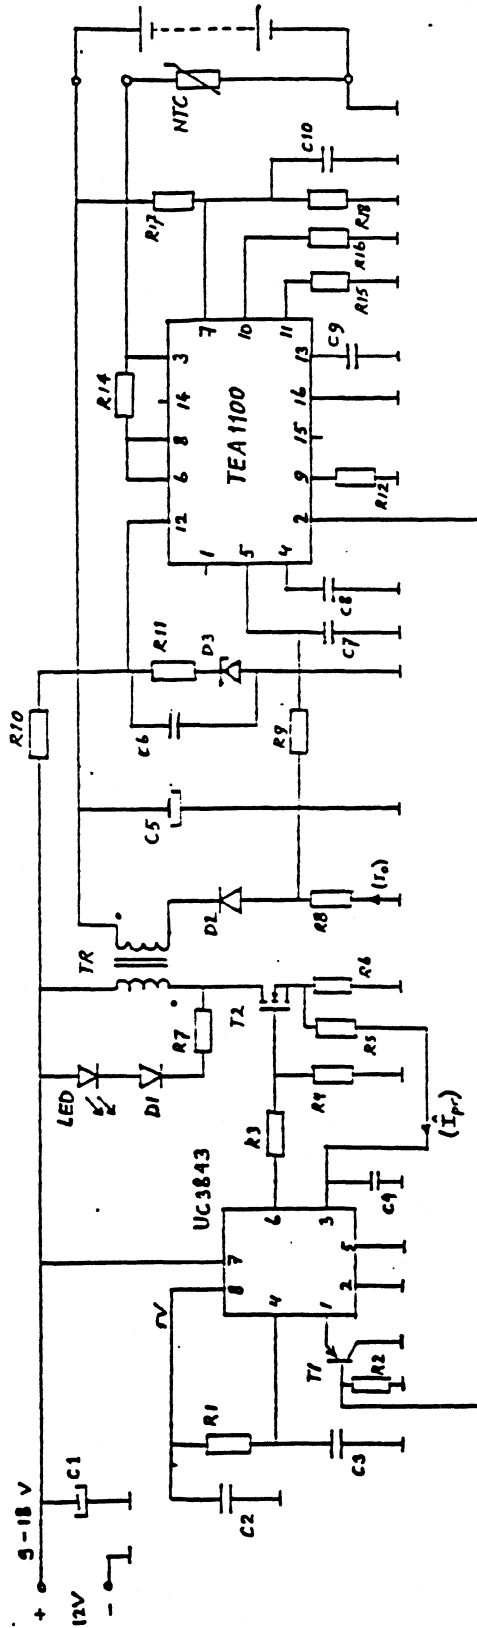 + 9-18 V
12V
-
C1
C2
5V
R1
C3
T1
R2
UC3843
8
7
4
6
1
3
2
5
C4
(Îpr)
LED
D1
R3
R4
R7
T2
R5
R6
TR
D2
R8
(Io)
C5
R10
C6
R11
D3
R9
C7
C8
TEA1100
12
6
8
14
3
1
5
4
7
10
11
2
9
15
16
13
R12
C9
R14
R15
R16
R17
R18
C10
NTC